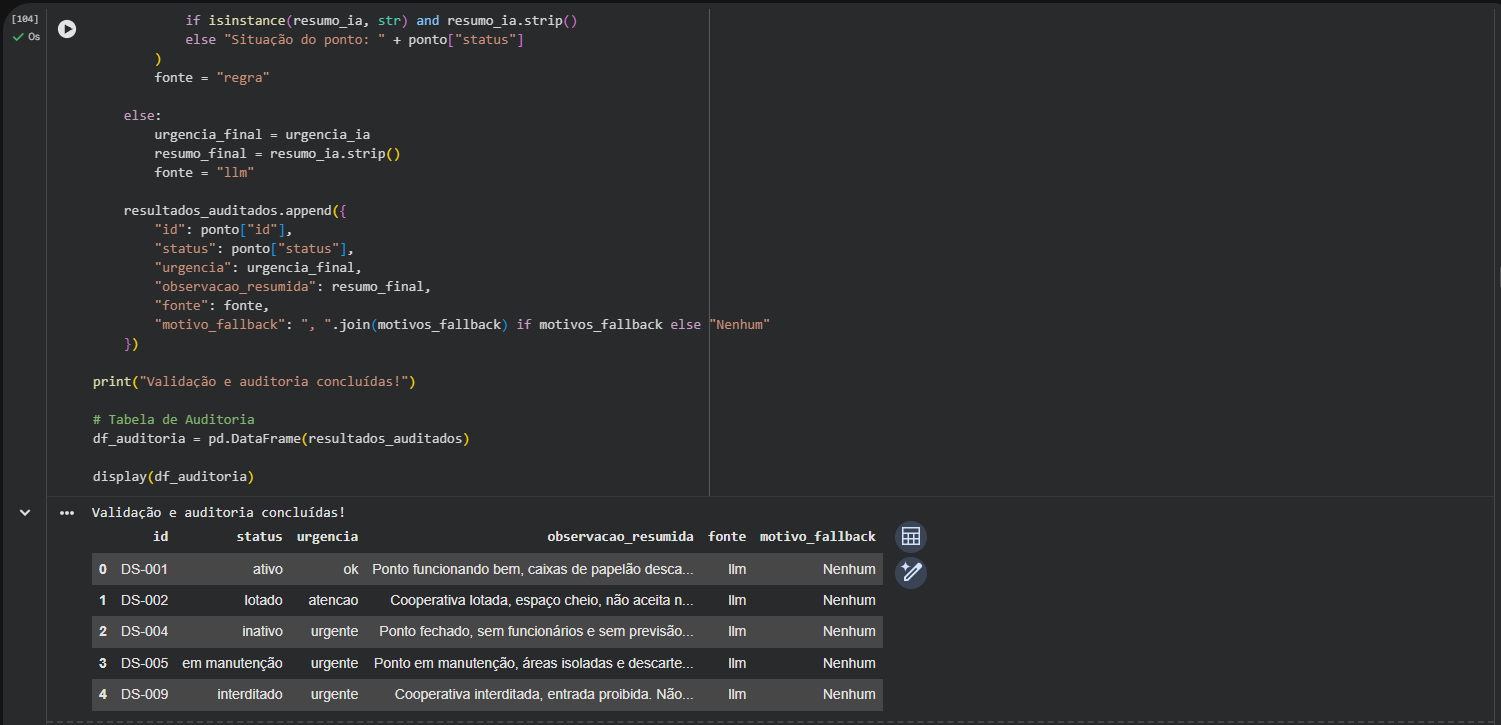 [104]
0s
if isinstance(resumo_ia, str) and resumo_ia.strip()
else "Situação do ponto: " + ponto["status"]
)
fonte = "regra"
else:
urgencia_final = urgencia_ia
resumo_final = resumo_ia.strip()
fonte = "llm"
resultados_auditados.append({
"id": ponto["id"],
"status": ponto["status"],
"urgencia": urgencia_final,
"observacao_resumida": resumo_final,
"fonte": fonte,
"motivo_fallback": ", ".join(motivos_fallback) if motivos_fallback else "Nenhum"
})
print("Validação e auditoria concluídas!")
# Tabela de Auditoria
df_auditoria = pd.DataFrame(resultados_auditados)
display(df_auditoria)
Validação e auditoria concluídas!
id status urgencia observacao_resumida fonte motivo_fallback
0 DS-001 ativo ok Ponto funcionando bem, caixas de papelão desca... llm Nenhum
1 DS-002 lotado atencao Cooperativa lotada, espaço cheio, não aceita n... llm Nenhum
2 DS-004 inativo urgente Ponto fechado, sem funcionários e sem previsão... llm Nenhum
3 DS-005 em manutenção urgente Ponto em manutenção, áreas isoladas e descarte... llm Nenhum
4 DS-009 interditado urgente Cooperativa interditada, entrada proibida. Não... llm Nenhum